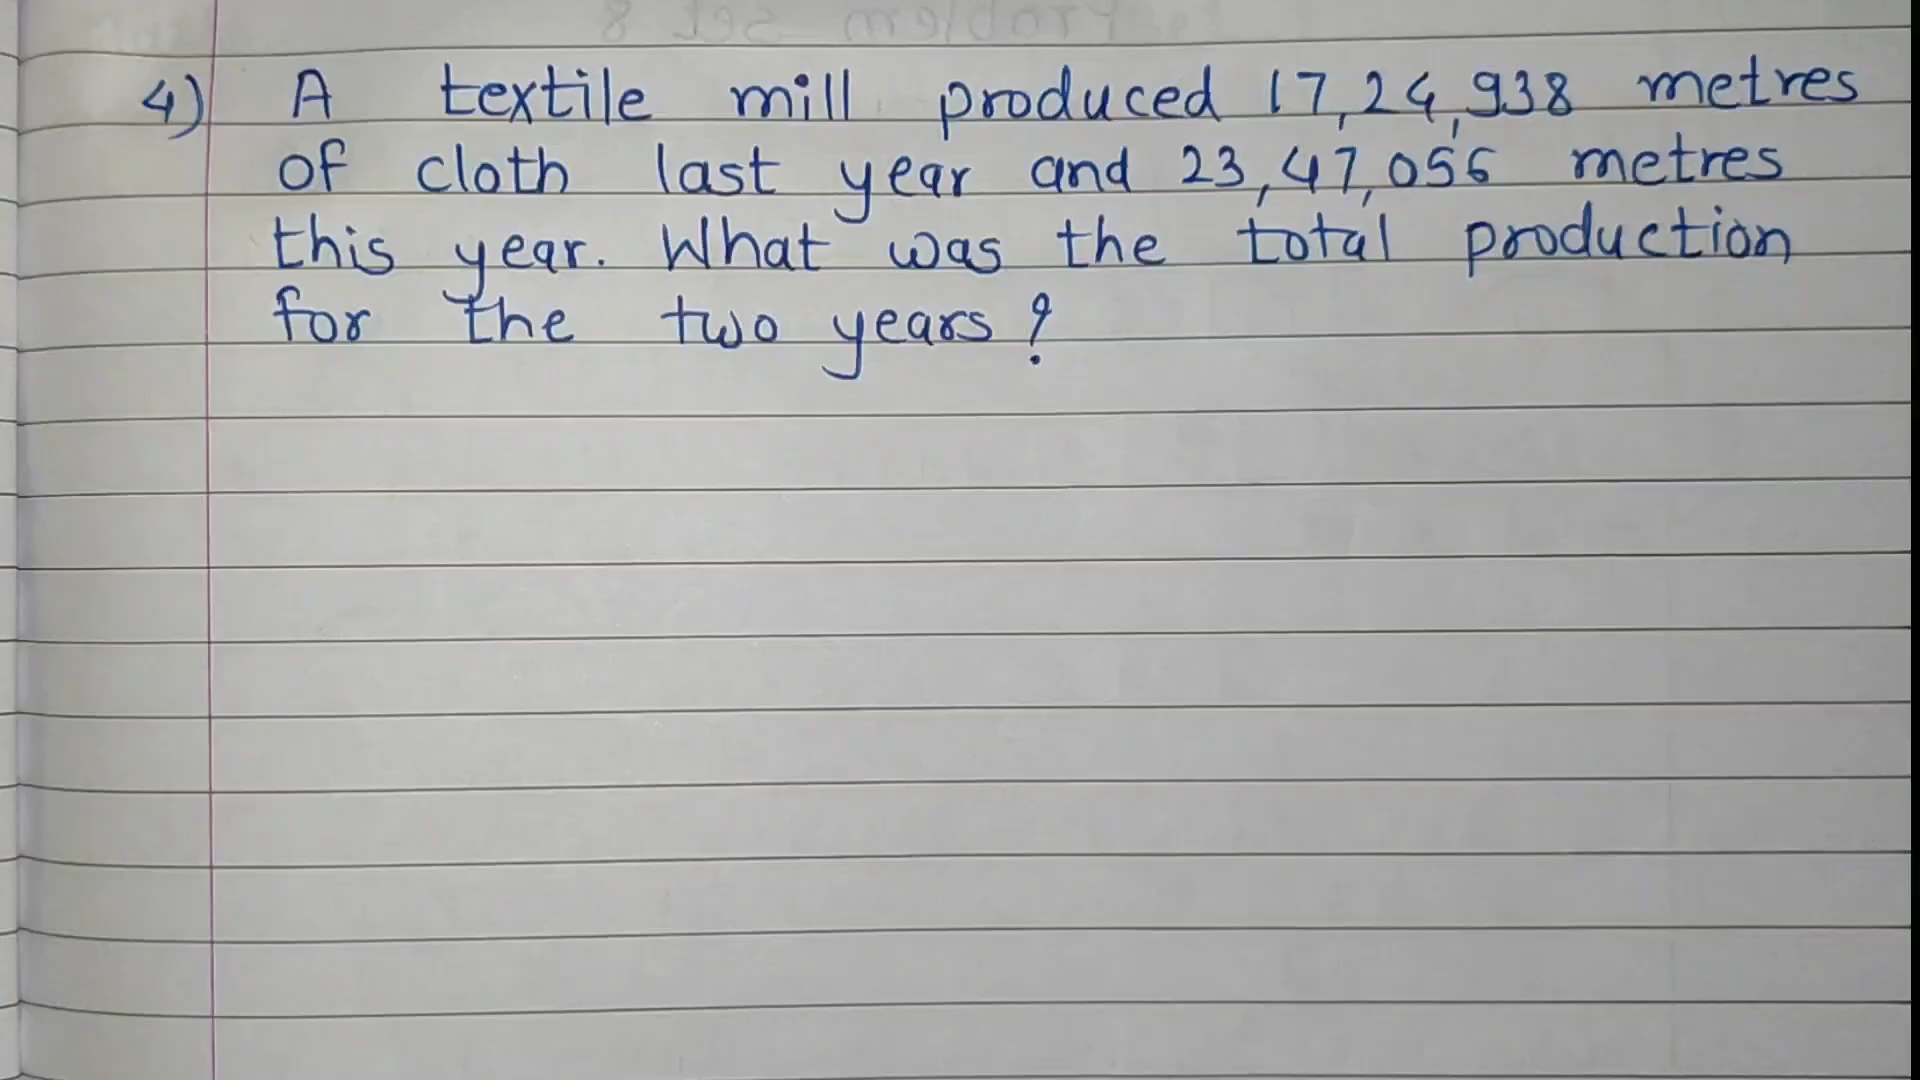 4) A textile mill produced 17,24,938 metres
of cloth last year and 23,47,056 metres
this year. What was the total production
for the two years?